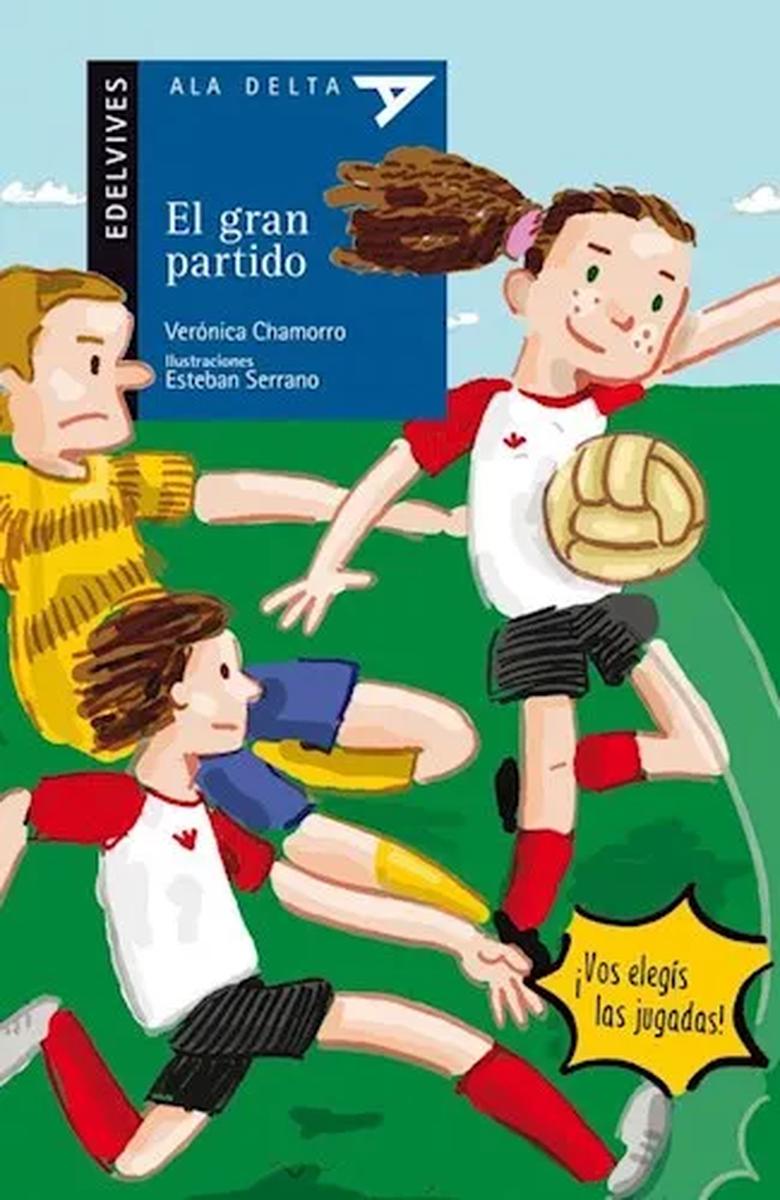 EDELVIVES
ALA DELTA
El gran
partido
Verónica Chamorro
Ilustraciones
Esteban Serrano
¡Vos elegís
las jugadas!